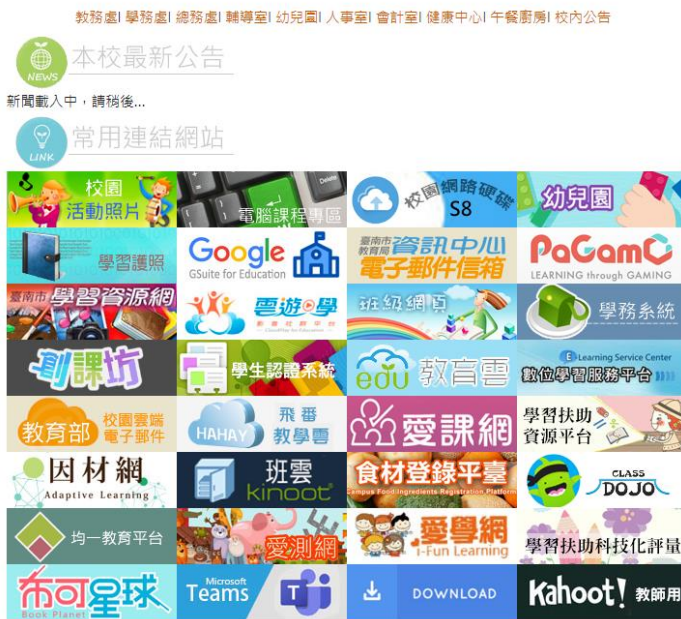 教務處| 學務處| 總務處| 輔導室| 幼兒園| 人事室| 會計室| 健康中心| 午餐廚房| 校內公告
NEWS
本校最新公告
新聞載入中，請稍後...
LINK
常用連結網站
校園
活動照片
Delete
電腦課程專區
校園網路硬碟
S8
幼兒園
學習護照
Google
GSuite for Education
臺南市教育局
資訊中心
電子郵件信箱
PaGamO
LEARNING through GAMING
臺南市學習資源網
雲遊學
影音社群平台
班級網頁
學務系統
創課坊
學生認證系統
edu 教育雲
E Learning Service Center
數位學習服務平台
教育部
校園雲端
電子郵件
HAHAY
飛番
教學雲
愛課網
學習扶助
資源平台
因材網
Adaptive Learning
班雲
kinoot
食材登錄平臺
Campus Food Ingredients Registration Platform
CLASS
DOJO
均一教育平台
愛測網
愛學網
i-Fun Learning
學習扶助科技化評量
布可星球
Book Planet
Microsoft
Teams
DOWNLOAD
Kahoot! 教師用